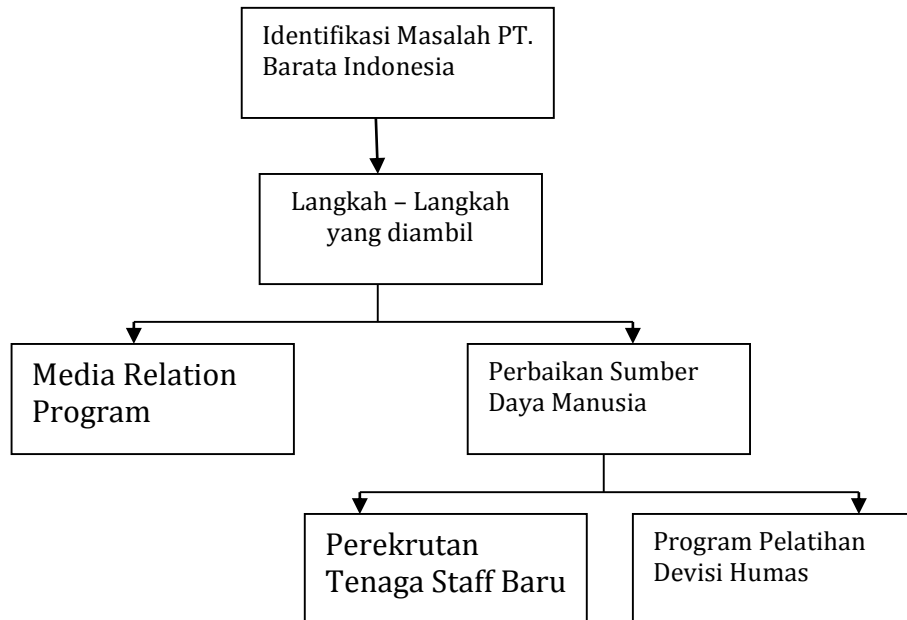 Identifikasi Masalah PT.
Barata Indonesia
Langkah – Langkah
yang diambil
Media Relation
Program
Perbaikan Sumber
Daya Manusia
Perekrutan
Tenaga Staff Baru
Program Pelatihan
Devisi Humas